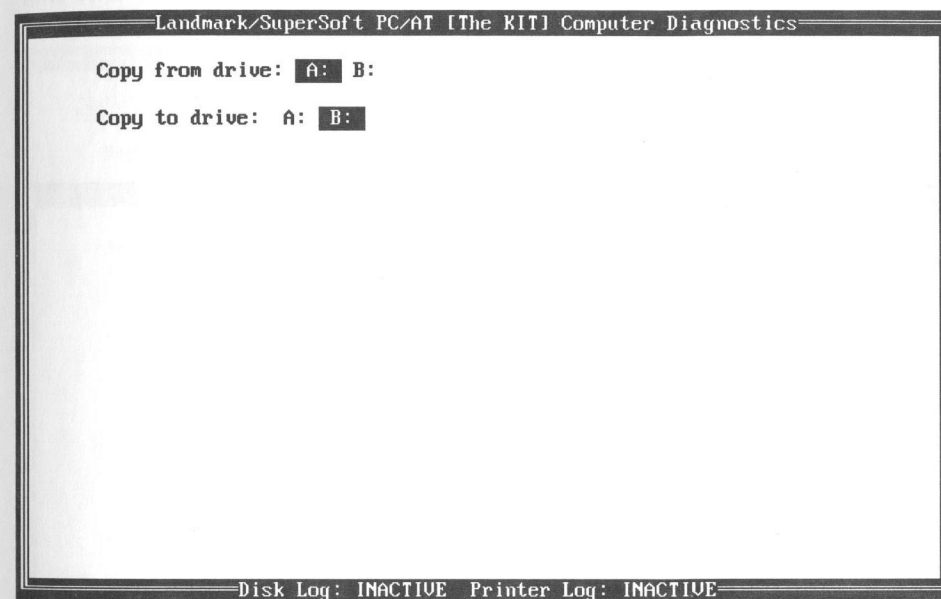 Landmark/SuperSoft PC/AT [The KIT] Computer Diagnostics
Copy from drive: A: B:
Copy to drive: A: B:
Disk Log: INACTIVE Printer Log: INACTIVE